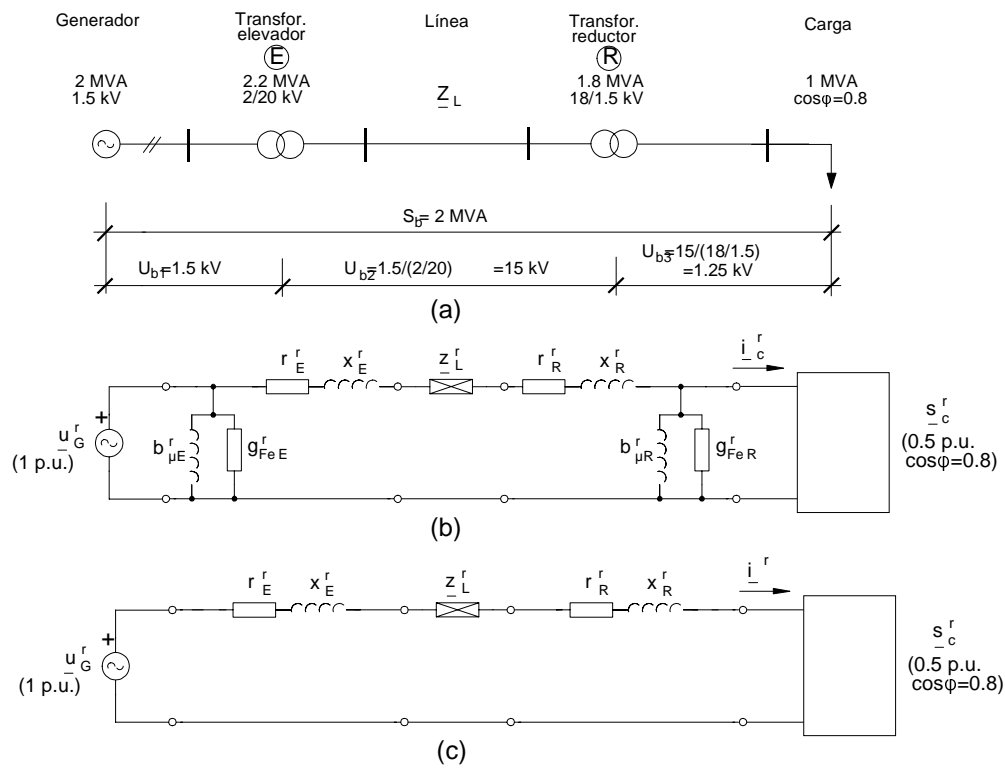 Generador
Transfor.
elevador
E
Línea
Transfor.
reductor
R
Carga
2 MVA
1.5 kV
2.2 MVA
2/20 kV
Z L
1.8 MVA
18/1.5 kV
1 MVA
cosφ=0.8
Sb= 2 MVA
Ub1=1.5 kV
Ub2=1.5/(2/20) =15 kV
Ub3=15/(18/1.5)
=1.25 kV
(a)
r r E
x r E
z r L
r r R
x r R
i r c
+
u r G
(1 p.u.)
b r μE
g r Fe E
b r μR
g r Fe R
s r c
(0.5 p.u.
cosφ=0.8)
(b)
r r E
x r E
z r L
r r R
x r R
i r
+
u r G
(1 p.u.)
s r c
(0.5 p.u.
cosφ=0.8)
(c)